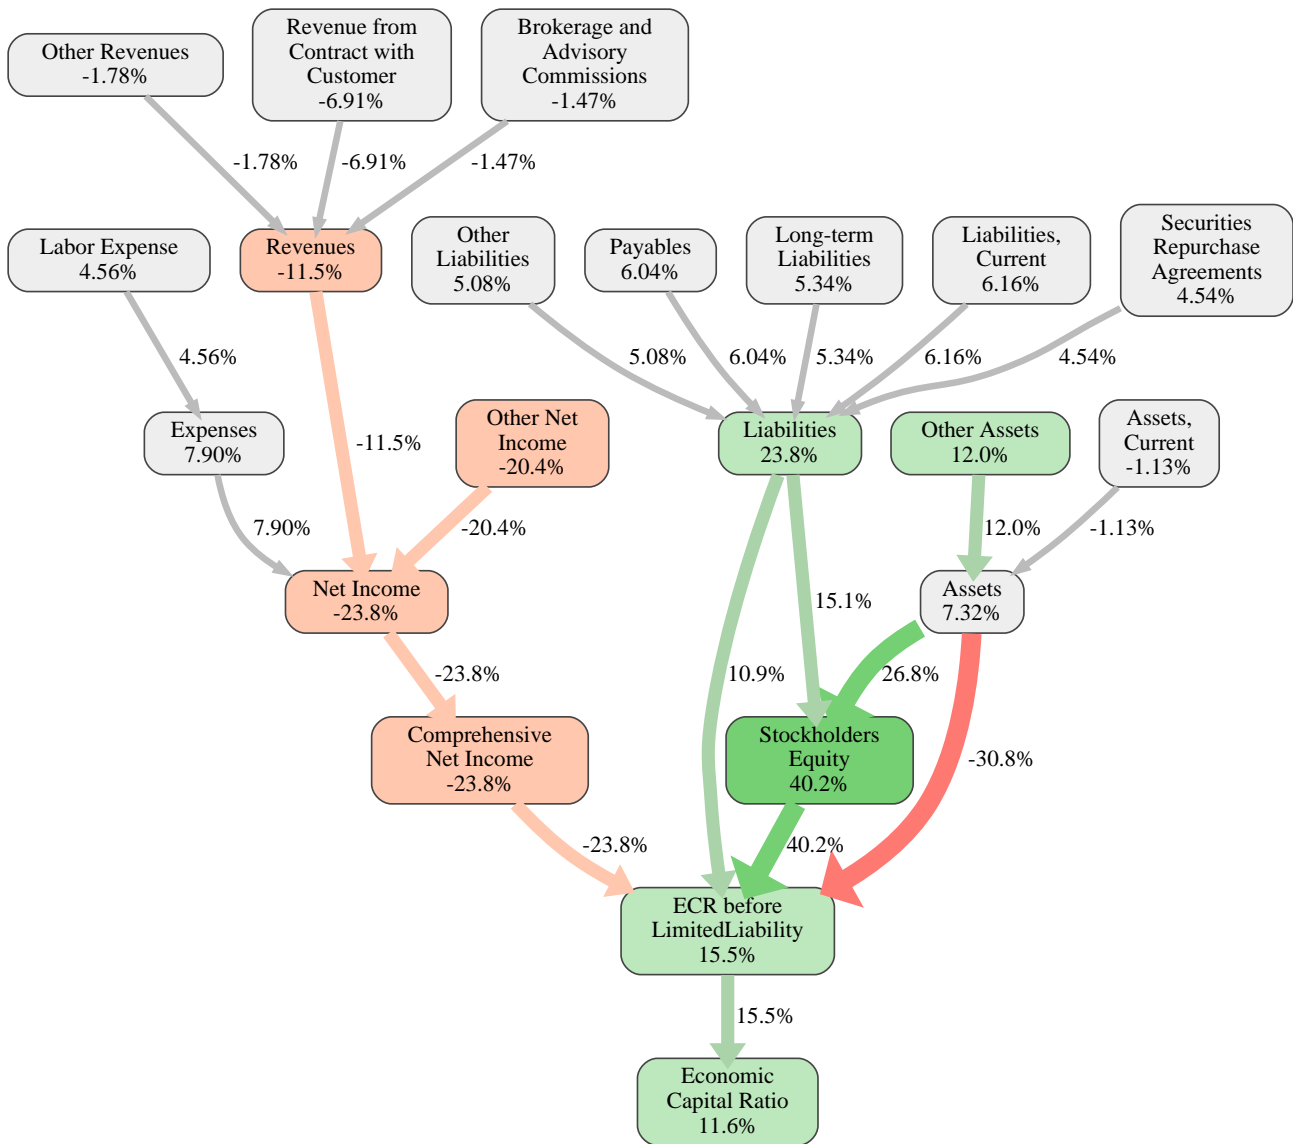 Other Revenues
-1.78%
Revenue from
Contract with
Customer
-6.91%
Brokerage and
Advisory
Commissions
-1.47%
-1.78%
-6.91%
-1.47%
Labor Expense
4.56%
Revenues
-11.5%
Other
Liabilities
5.08%
Payables
6.04%
Long-term
Liabilities
5.34%
Liabilities,
Current
6.16%
Securities
Repurchase
Agreements
4.54%
4.56%
5.08%
6.04%
5.34%
6.16%
4.54%
Expenses
7.90%
-11.5%
Other Net
Income
-20.4%
Liabilities
23.8%
Other Assets
12.0%
Assets,
Current
-1.13%
7.90%
-20.4%
12.0%
-1.13%
Net Income
-23.8%
15.1%
Assets
7.32%
-23.8%
10.9%
26.8%
Comprehensive
Net Income
-23.8%
Stockholders
Equity
40.2%
-30.8%
-23.8%
40.2%
ECR before
LimitedLiability
15.5%
15.5%
Economic
Capital Ratio
11.6%